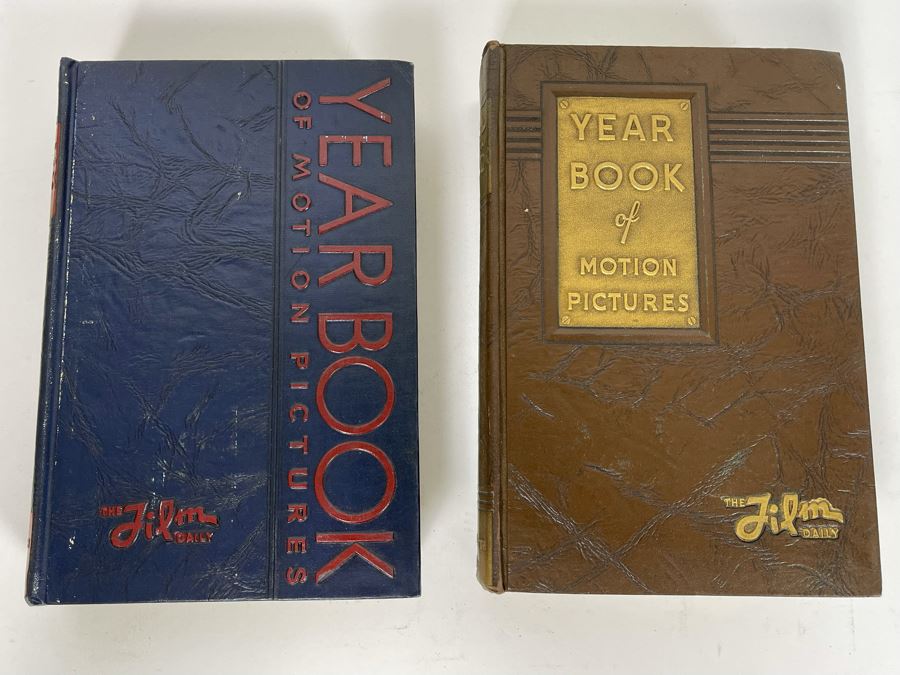 YEAR BOOK
OF MOTION PICTURES
THE Film DAILY
YEAR
BOOK
of
MOTION
PICTURES
THE Film DAILY